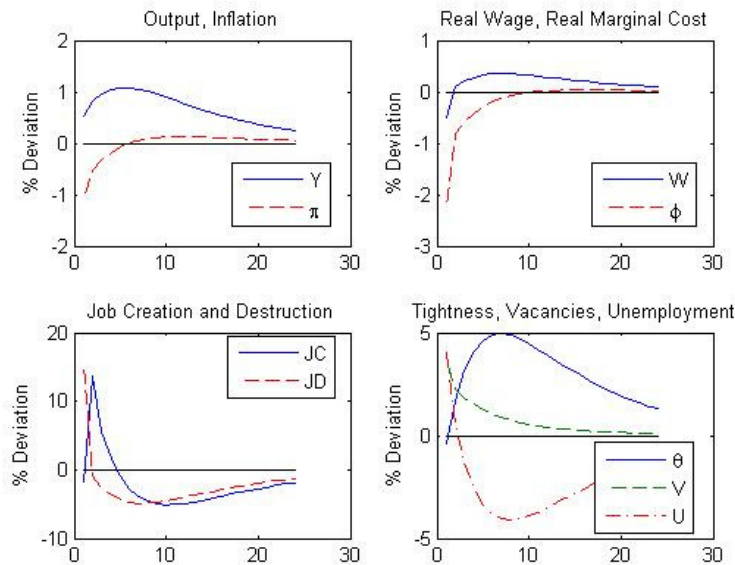 Output, Inflation
% Deviation
2
1
0
-1
-2
0
10
20
30
Y
π
Real Wage, Real Marginal Cost
% Deviation
1
0
-1
-2
-3
0
10
20
30
W
ϕ
Job Creation and Destruction
% Deviation
20
10
0
-10
0
10
20
30
JC
JD
Tightness, Vacancies, Unemployment
% Deviation
5
0
-5
0
10
20
30
θ
V
U